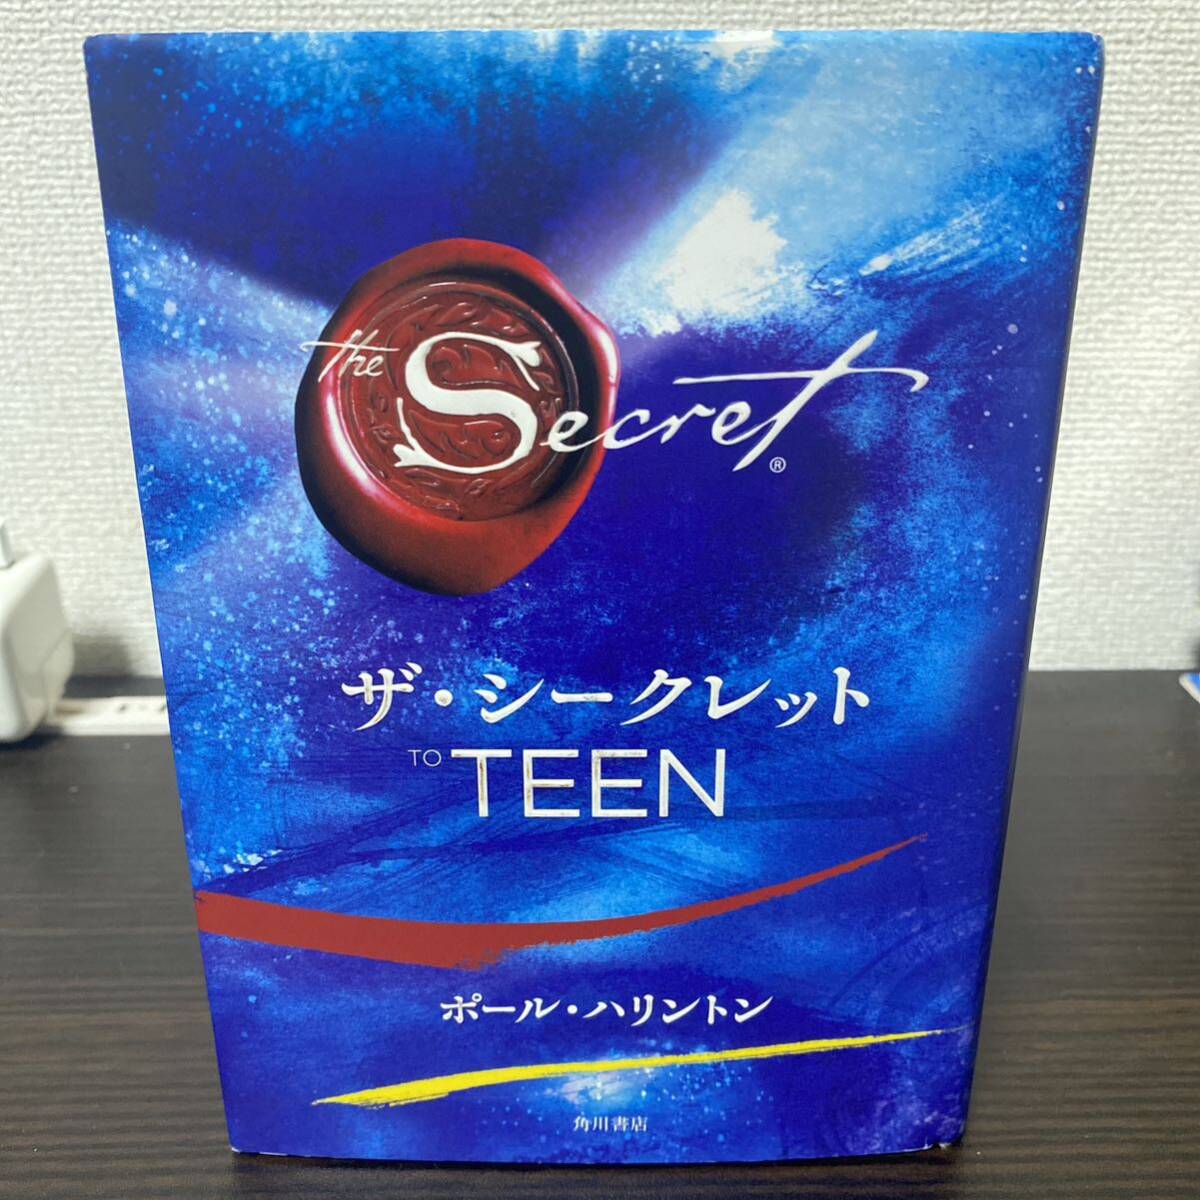 the Secret®
ザ・シークレット
TO TEEN
ポール・ハリントン
角川書店